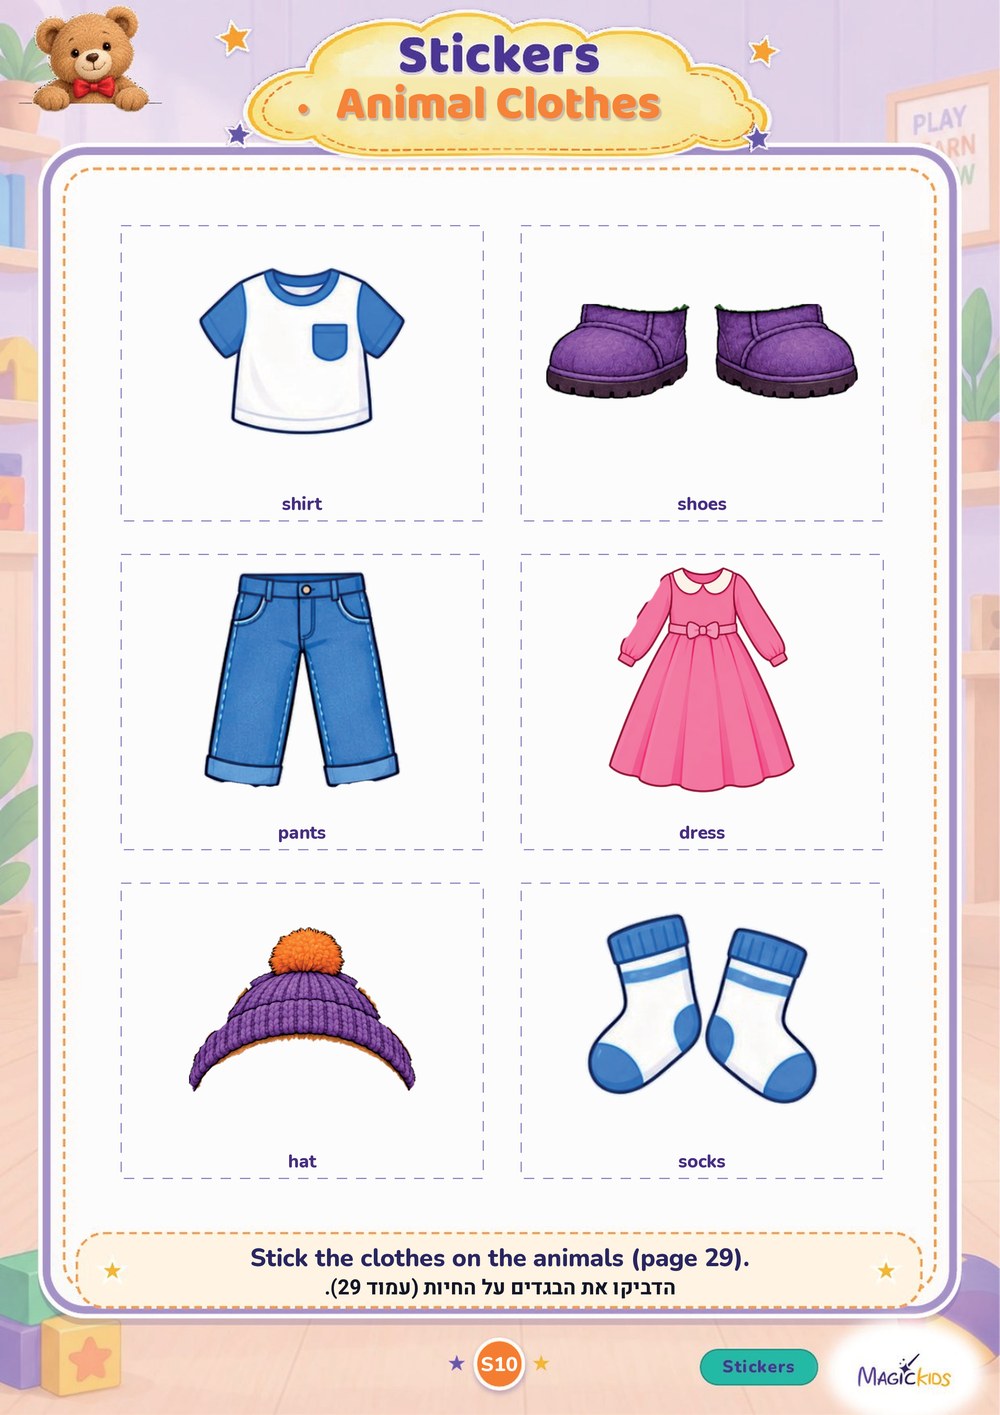 Stickers
Animal Clothes
PLAY
shirt
shoes
pants
dress
hat
socks
Stick the clothes on the animals (page 29).
הדביקו את הבגדים על החיות (עמוד 29).
S10
Stickers
MAGICKIDS